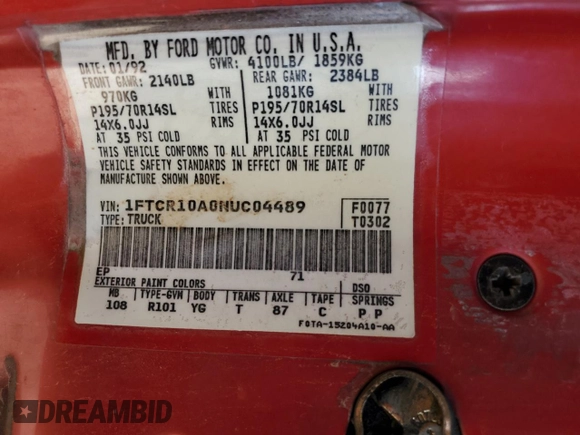 MFD. BY FORD MOTOR CO. IN U.S.A.
DATE: 01/92 GVWR: 4100LB/ 1859KG
FRONT GAWR: 2140LB REAR GAWR: 2384LB
970KG WITH 1081KG WITH
P195/70R14SL TIRES P195/70R14SL TIRES
14X6.0JJ RIMS 14X6.0JJ RIMS
AT 35 PSI COLD AT 35 PSI COLD
THIS VEHICLE CONFORMS TO ALL APPLICABLE FEDERAL MOTOR
VEHICLE SAFETY STANDARDS IN EFFECT ON THE DATE OF
MANUFACTURE SHOWN ABOVE.
VIN: 1FTCR10A0NUC04489 F0077
TYPE: TRUCK T0302
EP 71
EXTERIOR PAINT COLORS DSO
WB TYPE-GVW BODY TRANS AXLE TAPE SPRINGS
108 R101 YG T 87 C P P
F0TA-15204A10-AA
DREAMBID